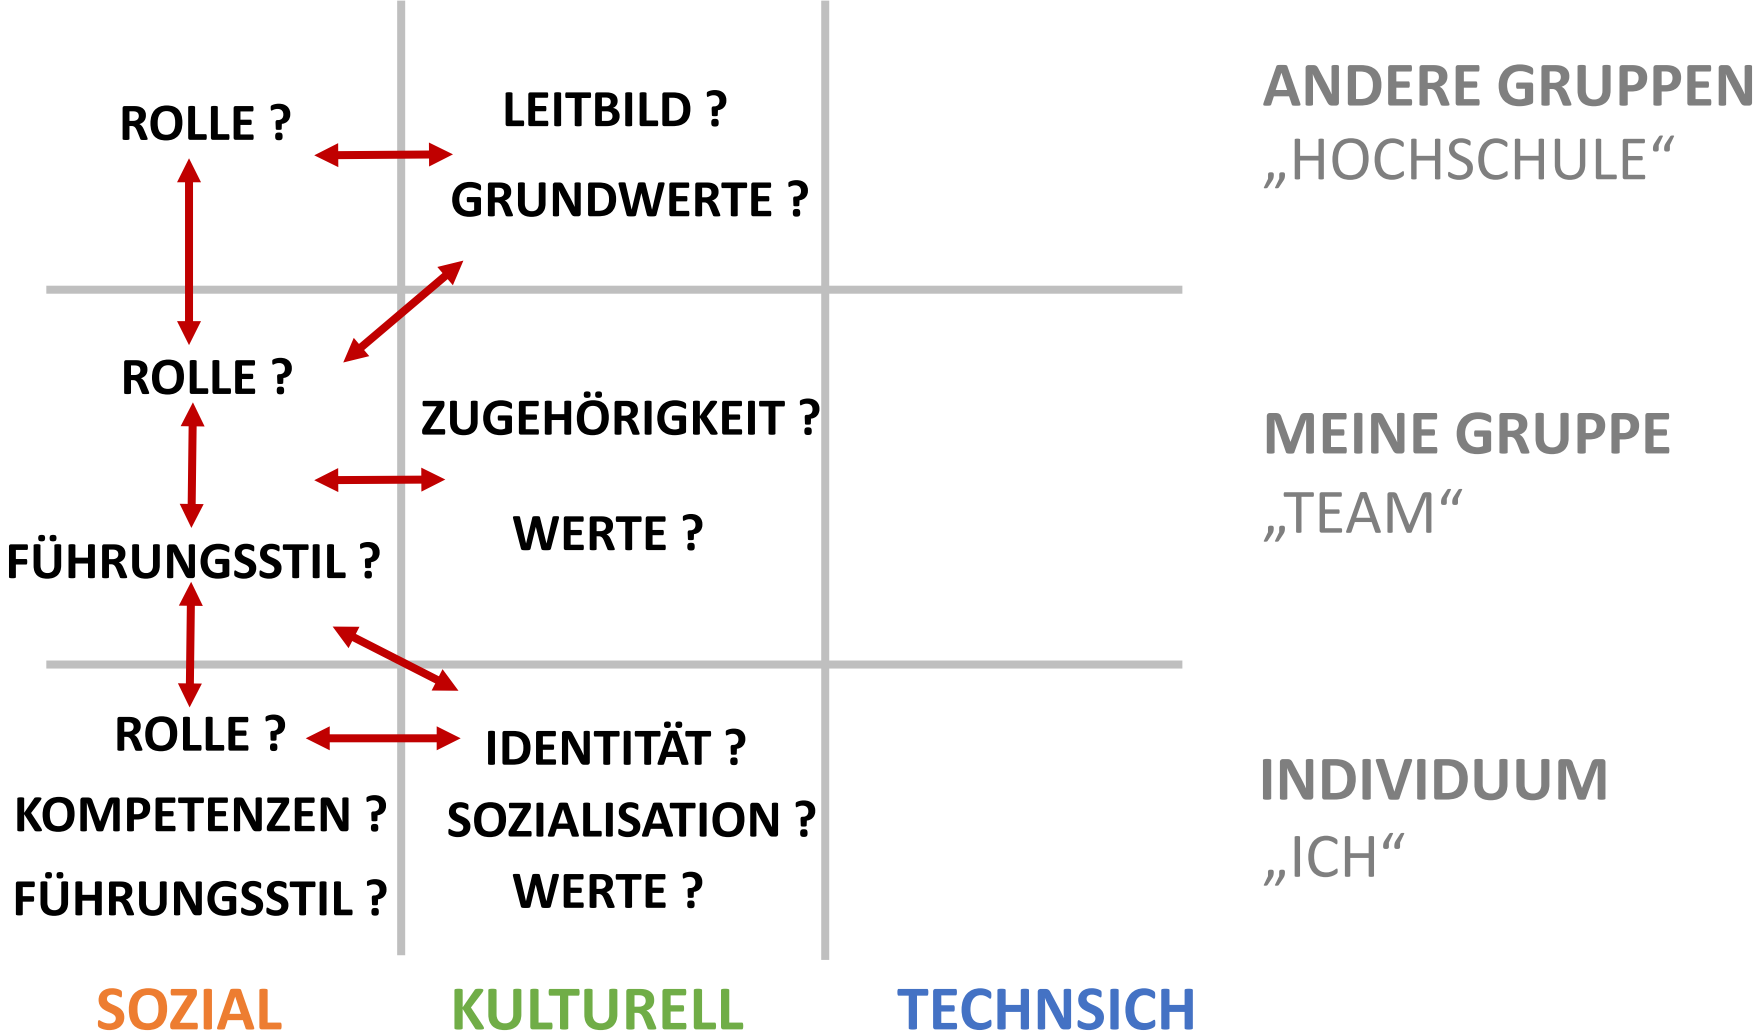 ROLLE ?
LEITBILD ?
GRUNDWERTE ?
ANDERE GRUPPEN
„HOCHSCHULE“
ROLLE ?
FÜHRUNGSSTIL ?
ZUGEHÖRIGKEIT ?
WERTE ?
MEINE GRUPPE
„TEAM“
ROLLE ?
KOMPETENZEN ?
FÜHRUNGSSTIL ?
IDENTITÄT ?
SOZIALISATION ?
WERTE ?
INDIVIDUUM
„ICH“
SOZIAL
KULTURELL
TECHNSICH